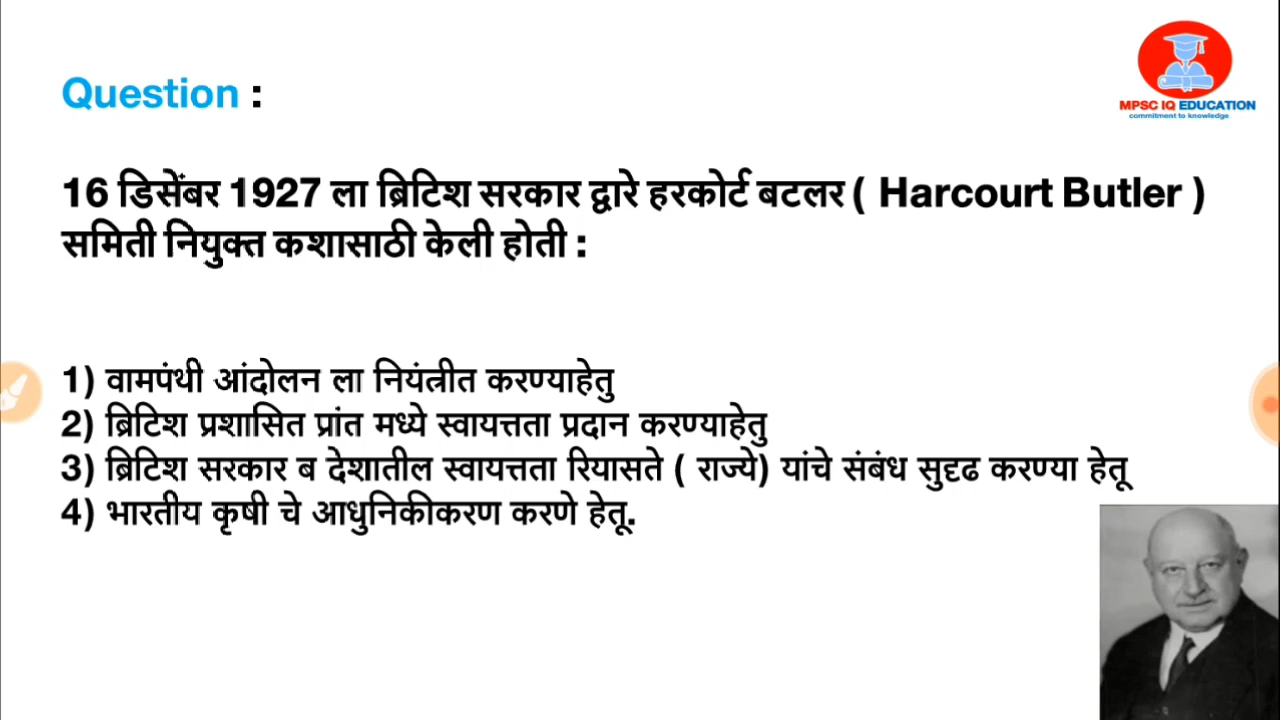 MPSC IQ EDUCATION
commitment to knowledge
Question :
16 डिसेंबर 1927 ला ब्रिटिश सरकार द्वारे हरकोर्ट बटलर ( Harcourt Butler )
समिती नियुक्त कशासाठी केली होती :
1) वामपंथी आंदोलन ला नियंत्रीत करण्याहेतु
2) ब्रिटिश प्रशासित प्रांत मध्ये स्वायत्तता प्रदान करण्याहेतु
3) ब्रिटिश सरकार ब देशातील स्वायत्तता रियासते ( राज्ये) यांचे संबंध सुदृढ करण्या हेतू
4) भारतीय कृषी चे आधुनिकीकरण करणे हेतू.